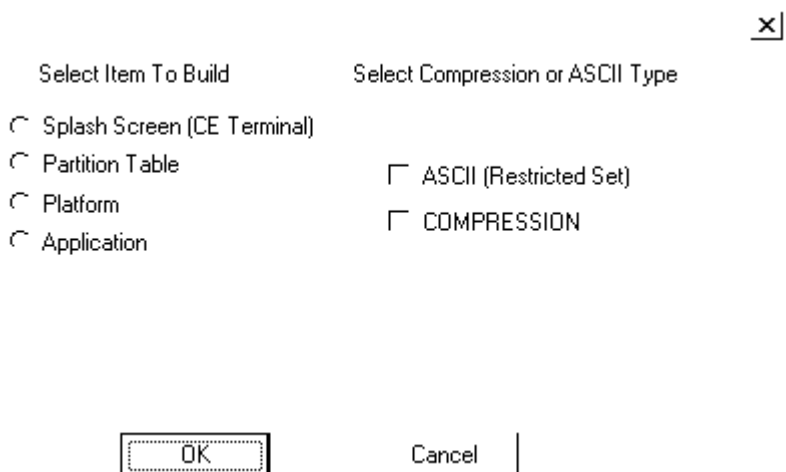 Select Item To Build
Select Compression or ASCII Type
Splash Screen (CE Terminal)
Partition Table
Platform
Application
ASCII (Restricted Set)
COMPRESSION
OK
Cancel